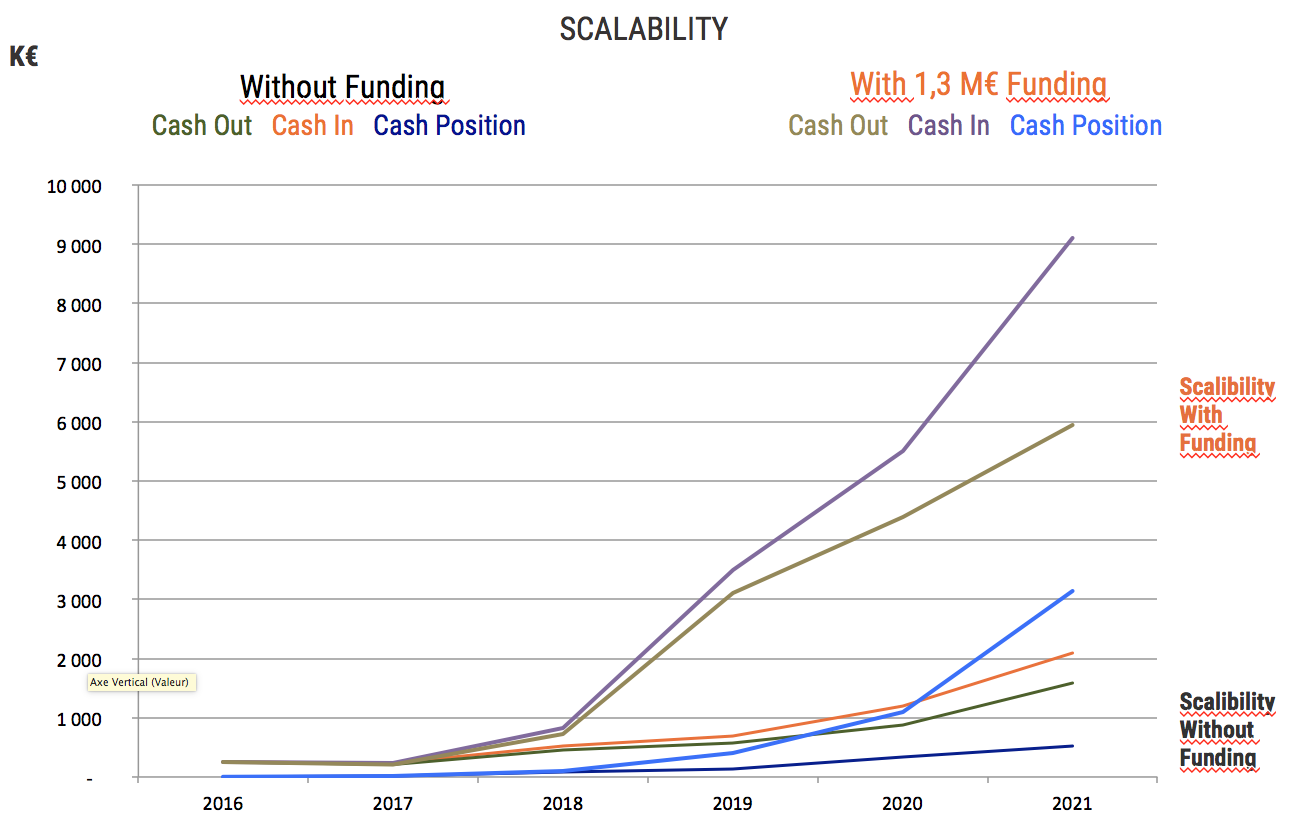 SCALABILITY
K€
Without Funding
With 1,3 M€ Funding
Cash Out Cash In Cash Position
Cash Out Cash In Cash Position
10 000
9 000
8 000
7 000
6 000
5 000
4 000
3 000
2 000
1 000
-
Axe Vertical (Valeur)
2016 2017 2018 2019 2020 2021
Scalibility
With
Funding
Scalibility
Without
Funding